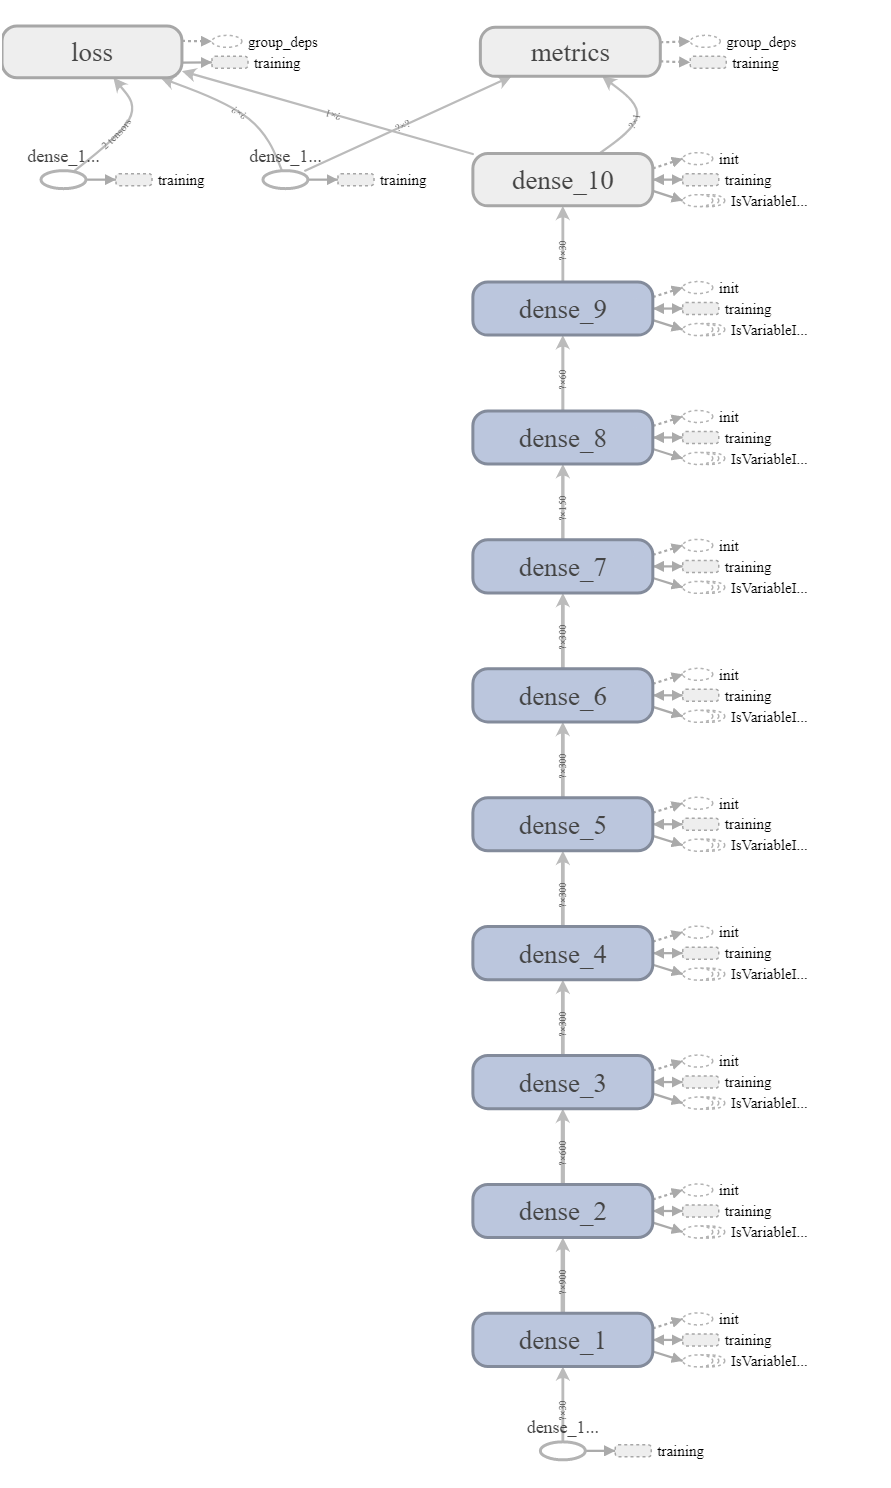 loss
group_deps
training
metrics
group_deps
training
2 tensors
?×?
?×1
?×?
?×1
dense_1...
training
dense_1...
training
dense_10
init
training
IsVariableI...
?×30
dense_9
init
training
IsVariableI...
?×60
dense_8
init
training
IsVariableI...
?×150
dense_7
init
training
IsVariableI...
?×300
dense_6
init
training
IsVariableI...
?×300
dense_5
init
training
IsVariableI...
?×300
dense_4
init
training
IsVariableI...
?×300
dense_3
init
training
IsVariableI...
?×600
dense_2
init
training
IsVariableI...
?×900
dense_1
init
training
IsVariableI...
?×30
dense_1...
training